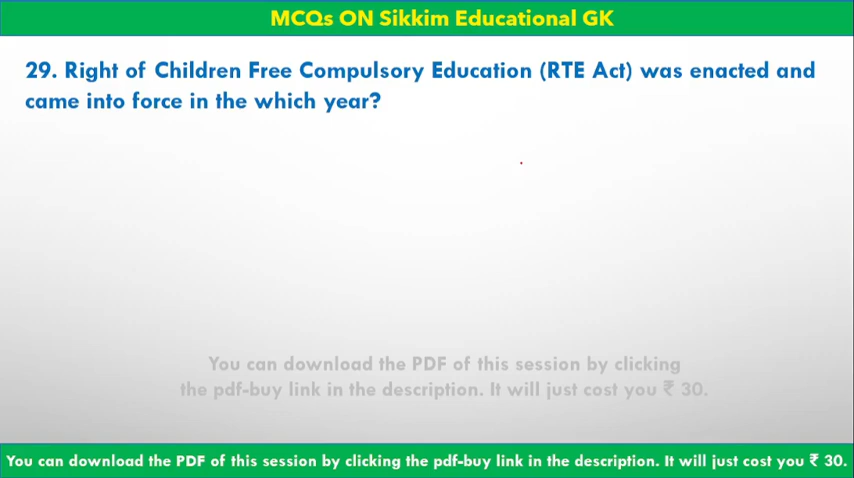 MCQs ON Sikkim Educational GK
29. Right of Children Free Compulsory Education (RTE Act) was enacted and
came into force in the which year?
You can download the PDF of this session by clicking
the pdf-buy link in the description. It will just cost you ₹ 30.
You can download the PDF of this session by clicking the pdf-buy link in the description. It will just cost you ₹ 30.